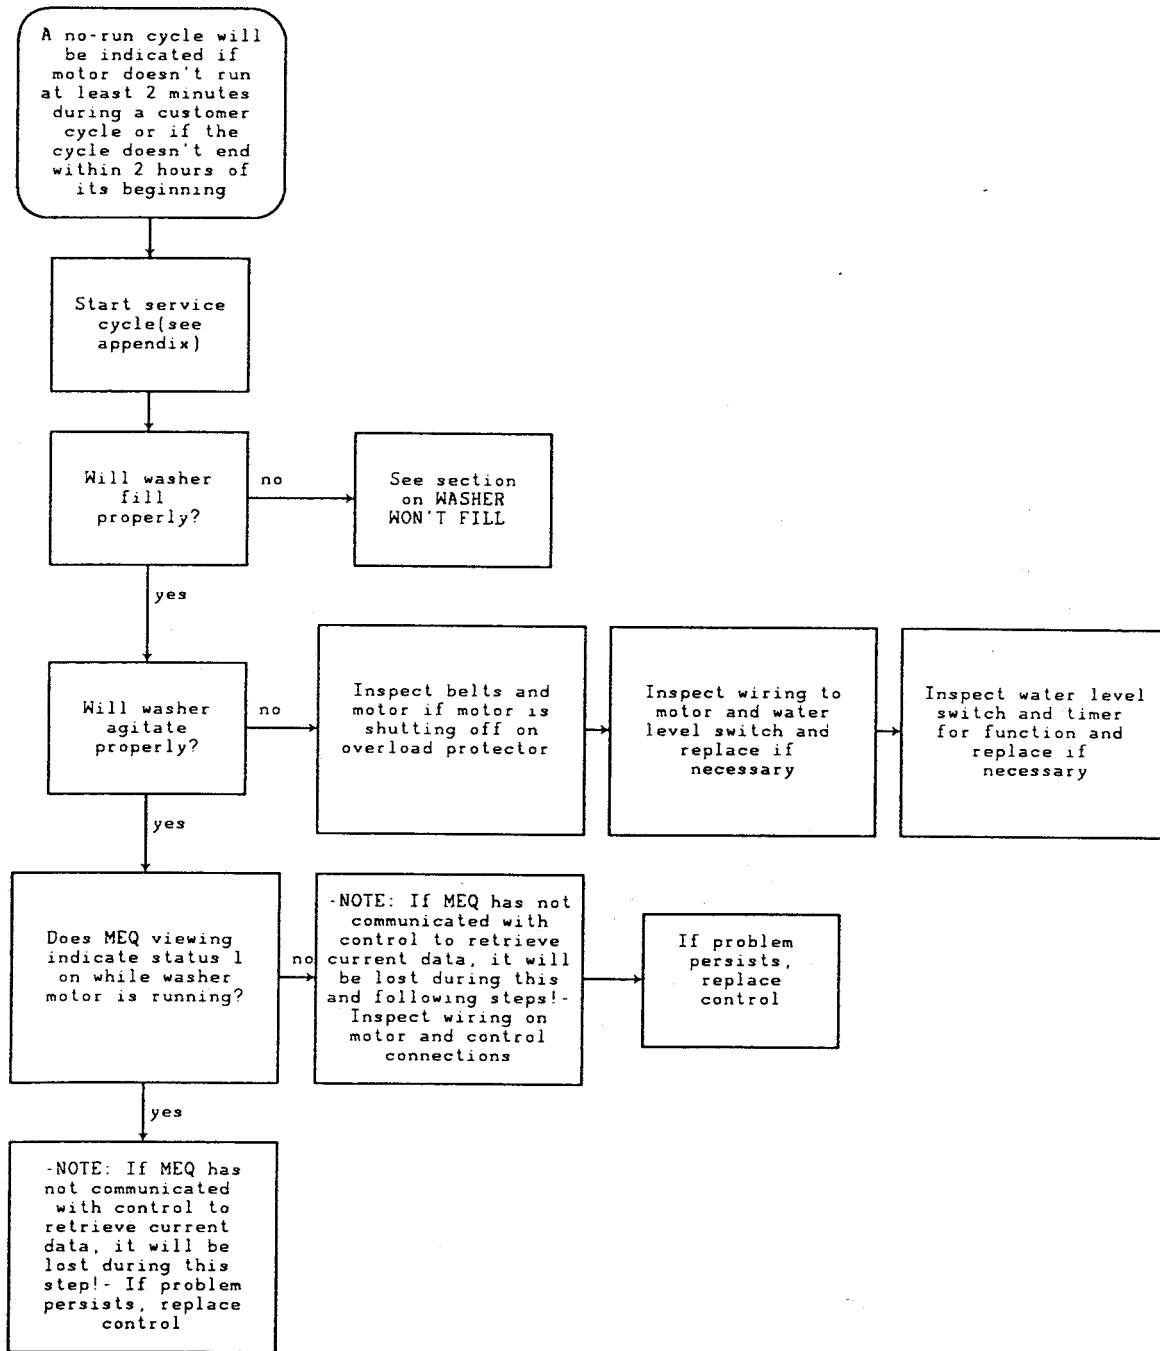 A no-run cycle will
be indicated if
motor doesn't run
at least 2 minutes
during a customer
cycle or if the
cycle doesn't end
within 2 hours of
its beginning
Start service
cycle(see
appendix)
Will washer
fill
properly?
no
See section
on WASHER
WON'T FILL
yes
Will washer
agitate
properly?
no
Inspect belts and
motor if motor is
shutting off on
overload protector
Inspect wiring to
motor and water
level switch and
replace if
necessary
Inspect water level
switch and timer
for function and
replace if
necessary
yes
Does MEQ viewing
indicate status 1
on while washer
motor is running?
no
-NOTE: If MEQ has not
communicated with
control to retrieve
current data, it will
be lost during this
and following steps!-
Inspect wiring on
motor and control
connections
If problem
persists,
replace
control
yes
-NOTE: If MEQ has
not communicated
with control to
retrieve current
data, it will be
lost during this
step!- If problem
persists, replace
control